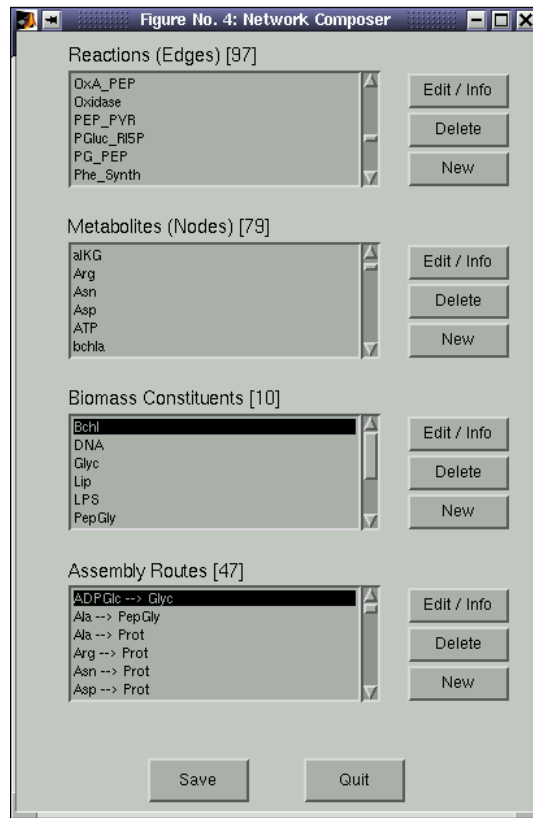 Figure No. 4: Network Composer
Reactions (Edges) [97]
OxA_PEP
Oxidase
PEP_PYR
PGluc_Rl5P
PG_PEP
Phe_Synth
Edit / Info
Delete
New
Metabolites (Nodes) [79]
alKG
Arg
Asn
Asp
ATP
bchla
Edit / Info
Delete
New
Biomass Constituents [10]
Bchl
DNA
Glyc
Lip
LPS
PepGly
Edit / Info
Delete
New
Assembly Routes [47]
ADPGlc --> Glyc
Ala --> PepGly
Ala --> Prot
Arg --> Prot
Asn --> Prot
Asp --> Prot
Edit / Info
Delete
New
Save
Quit